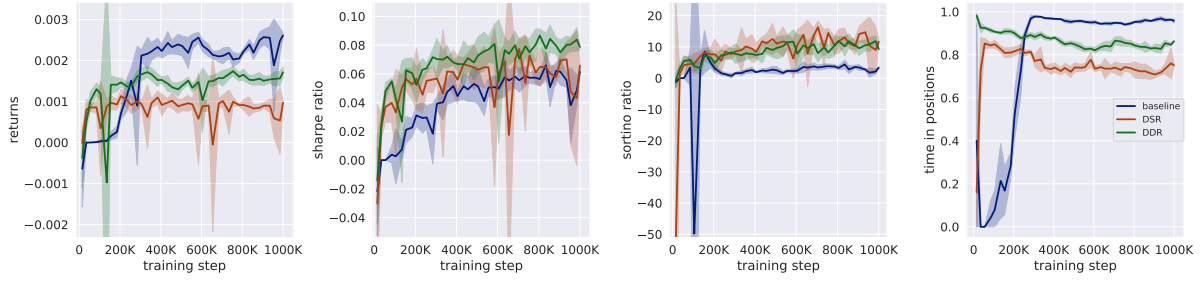 returns
0.003
0.002
0.001
0.000
−0.001
−0.002
0 200K 400K 600K 800K 1000K
training step
sharpe ratio
0.10
0.08
0.06
0.04
0.02
0.00
−0.02
−0.04
0 200K 400K 600K 800K 1000K
training step
sortino ratio
20
10
0
−10
−20
−30
−40
−50
0 200K 400K 600K 800K 1000K
training step
time in positions
1.0
0.8
0.6
0.4
0.2
0.0
0 200K 400K 600K 800K 1000K
training step
baseline
DSR
DDR